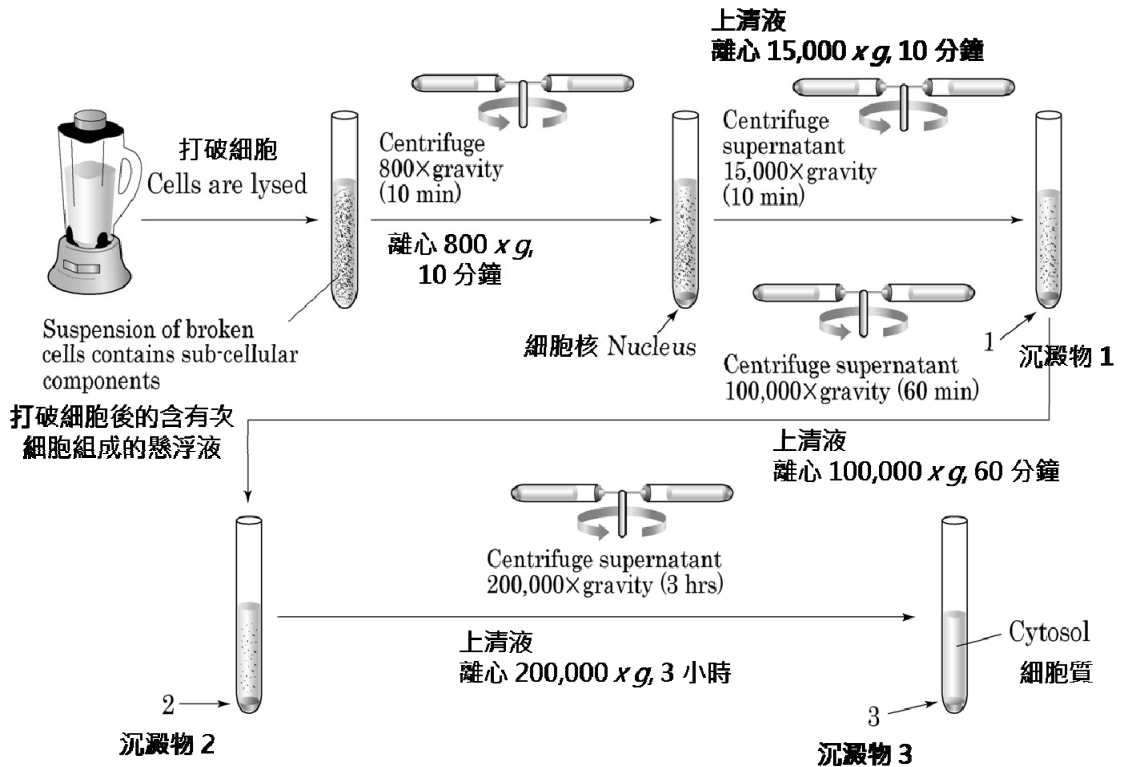 上清液
離心 15,000 x g, 10 分鐘
打破細胞
Cells are lysed
Centrifuge
800×gravity
(10 min)
離心 800 x g,
10 分鐘
Centrifuge
supernatant
15,000×gravity
(10 min)
Suspension of broken
cells contains sub-cellular
components
打破細胞後的含有次
細胞組成的懸浮液
細胞核 Nucleus
1
沉澱物 1
Centrifuge supernatant
100,000×gravity (60 min)
上清液
離心 100,000 x g, 60 分鐘
Centrifuge supernatant
200,000×gravity (3 hrs)
上清液
離心 200,000 x g, 3 小時
2
沉澱物 2
Cytosol
細胞質
3
沉澱物 3